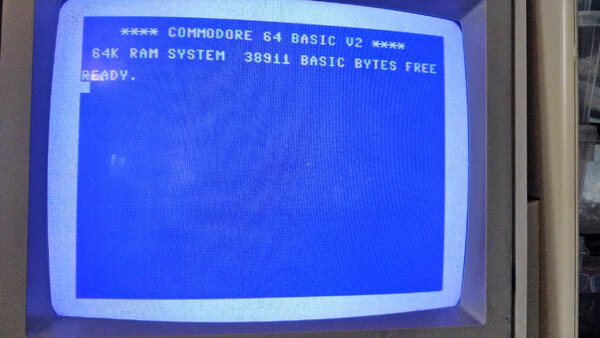 **** COMMODORE 64 BASIC V2 ****
64K RAM SYSTEM  38911 BASIC BYTES FREE
READY.